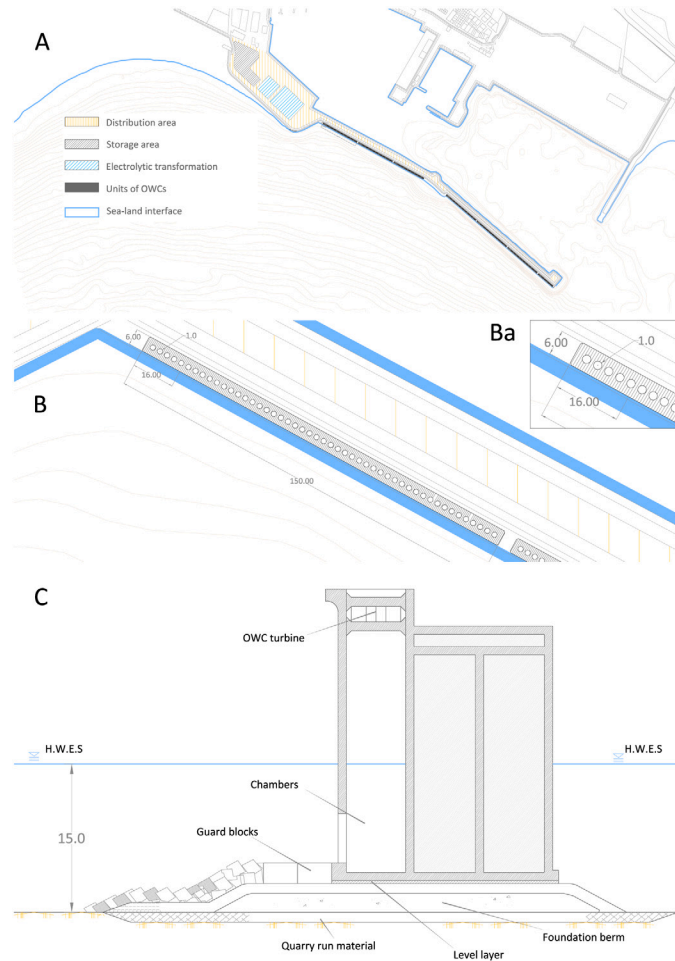 A
Distribution area
Storage area
Electrolytic transformation
Units of OWCs
Sea-land interface
Ba
6.00
1.0
16.00
6.00
1.0
16.00
B
150.00
C
OWC turbine
H.W.E.S
H.W.E.S
Chambers
15.0
Guard blocks
Foundation berm
Quarry run material
Level layer